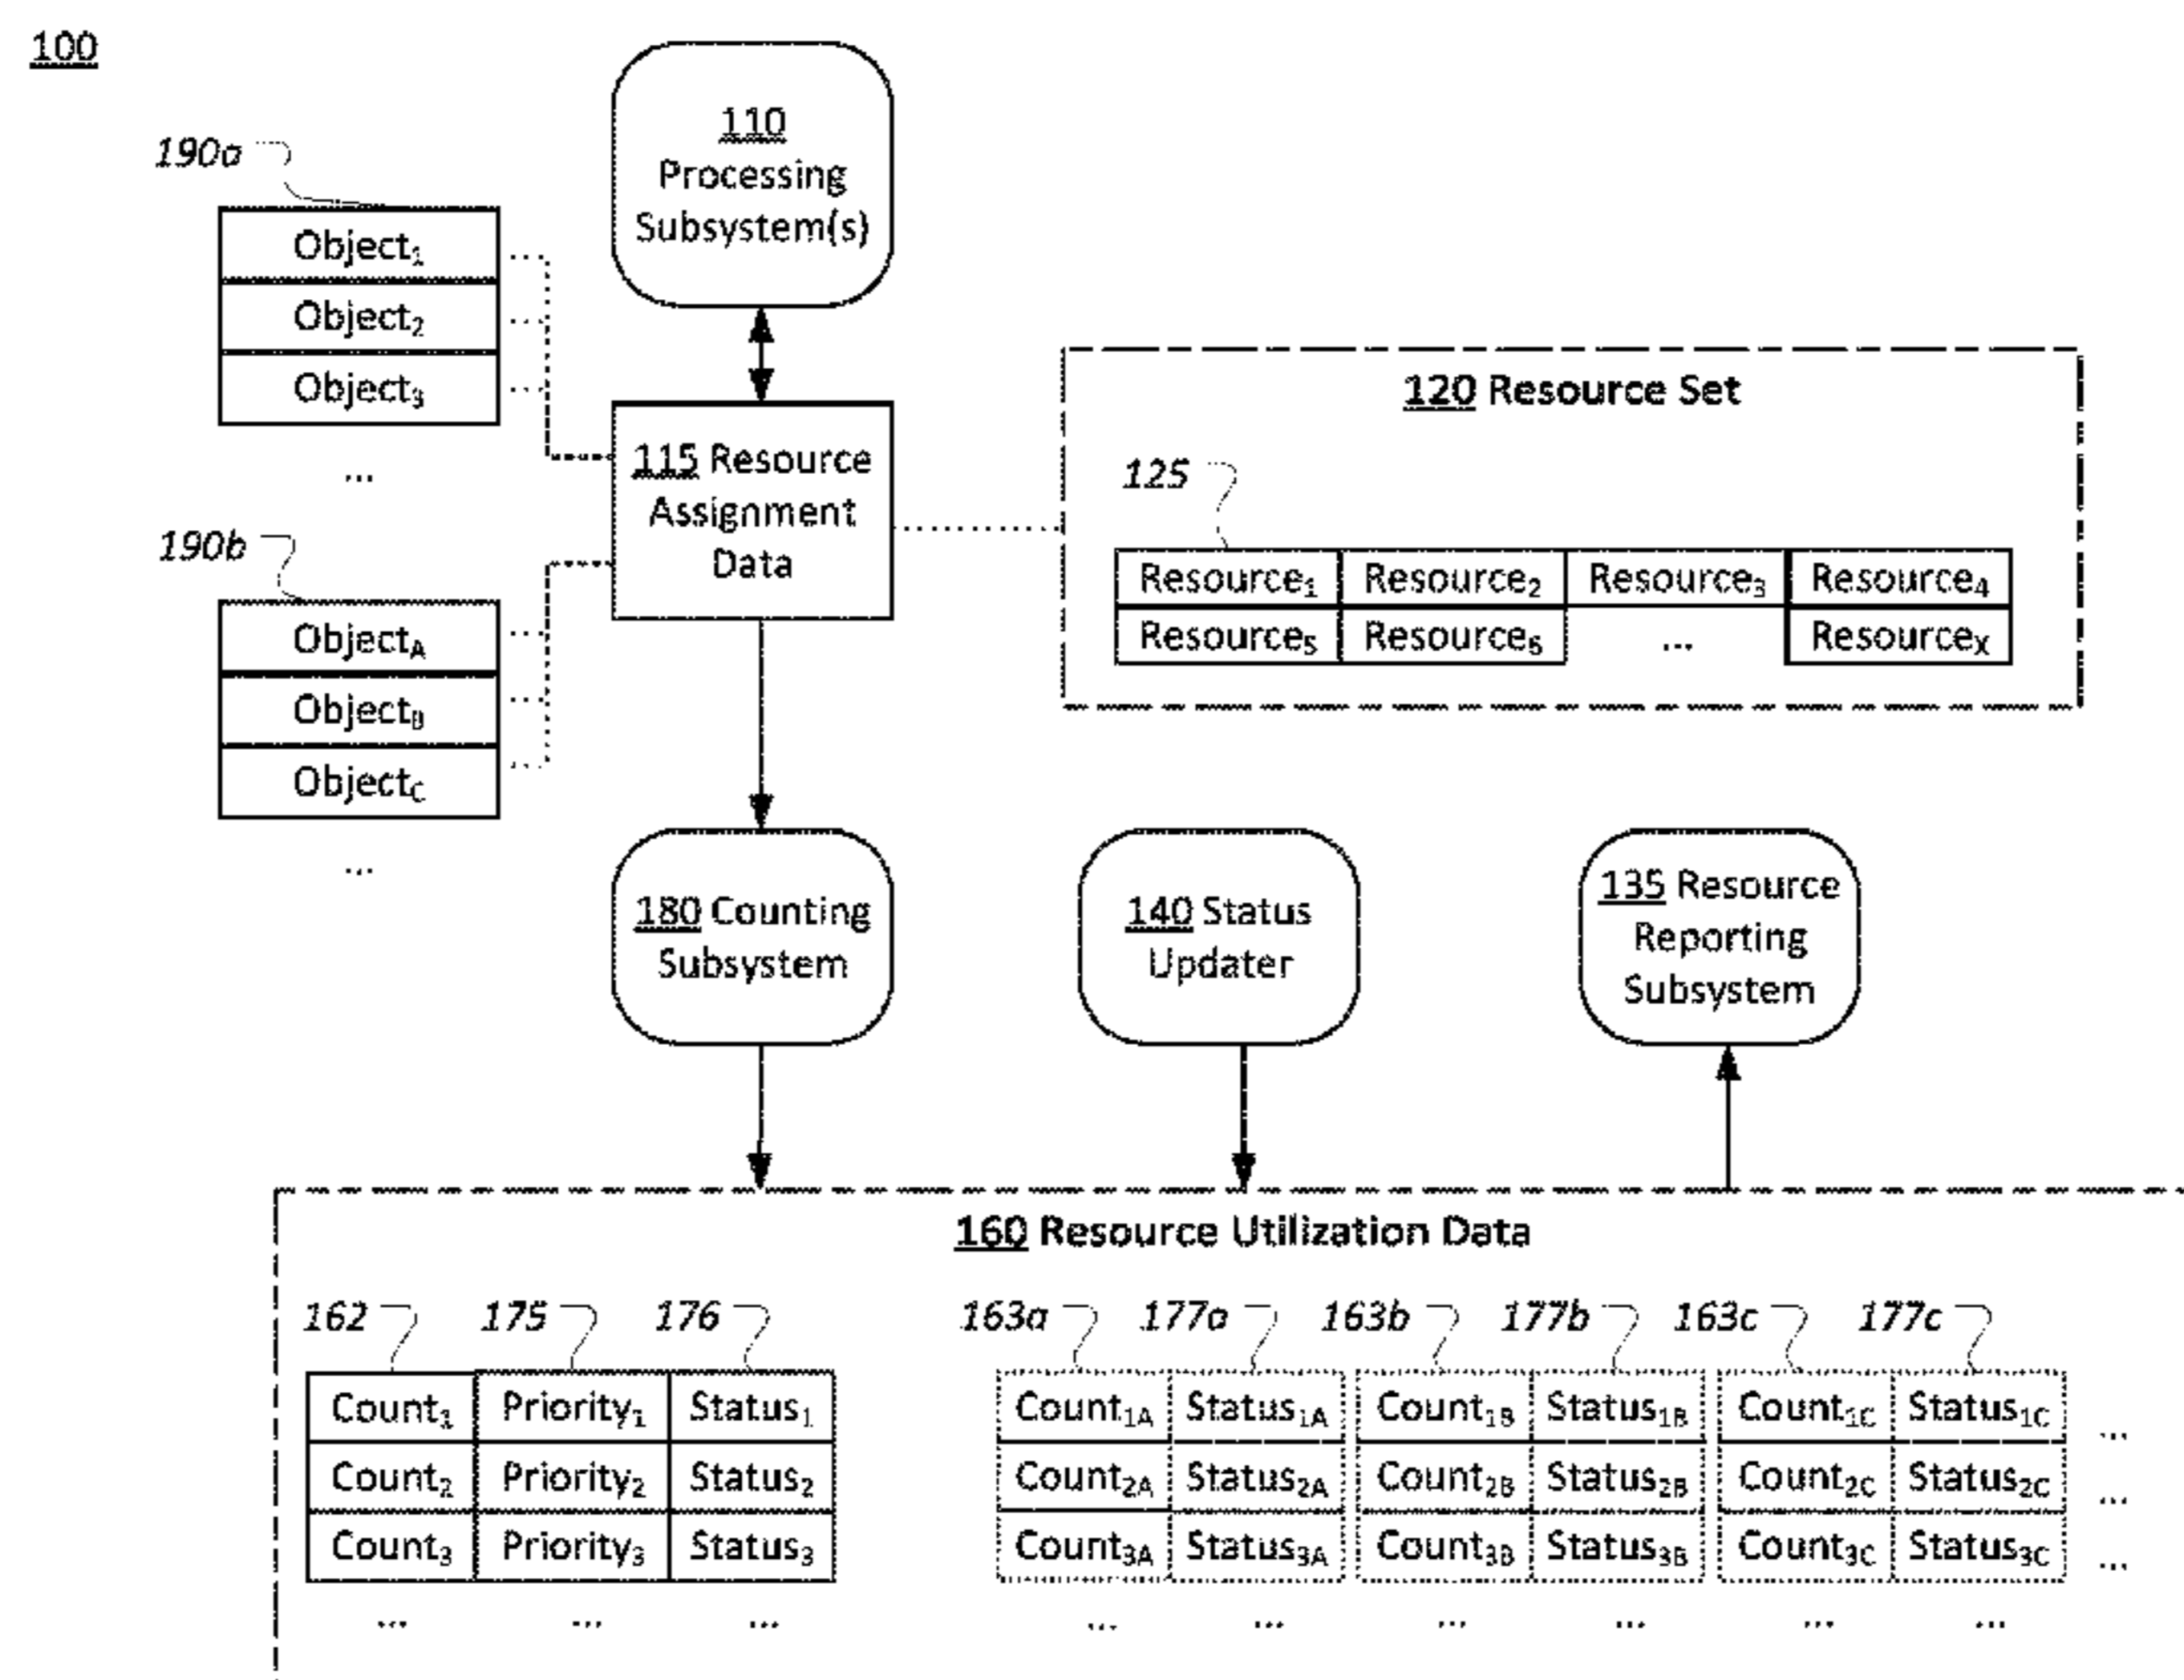 100
110
Processing
Subsystem(s)
190a
Object₁
Object₂
Object₃
...
115 Resource
Assignment
Data
120 Resource Set
125
Resource₁ Resource₂ Resource₃ Resource₄
Resource₅ Resource₆ ... Resourceₓ
190b
Object_A
Object_B
Object_C
...
180 Counting
Subsystem
140 Status
Updater
135 Resource
Reporting
Subsystem
160 Resource Utilization Data
162 175 176 163a 177a 163b 177b 163c 177c
Count₁ Priority₁ Status₁ Count₁A Status₁A Count₁B Status₁B Count₁C Status₁C ...
Count₂ Priority₂ Status₂ Count₂A Status₂A Count₂B Status₂B Count₂C Status₂C ...
Count₃ Priority₃ Status₃ Count₃A Status₃A Count₃B Status₃B Count₃C Status₃C ...
... ... ... ... ... ... ... ... ...